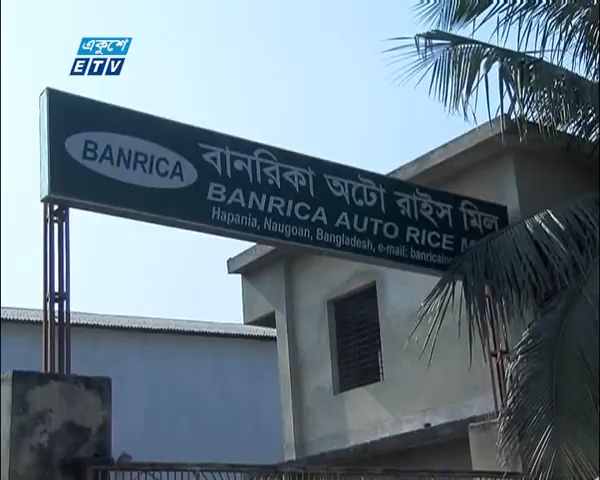 একুশে
ETV
BANRICA
বানরিকা অটো রাইস মিল
BANRICA AUTO RICE
Hapania, Naugoan, Bangladesh, e-mail: